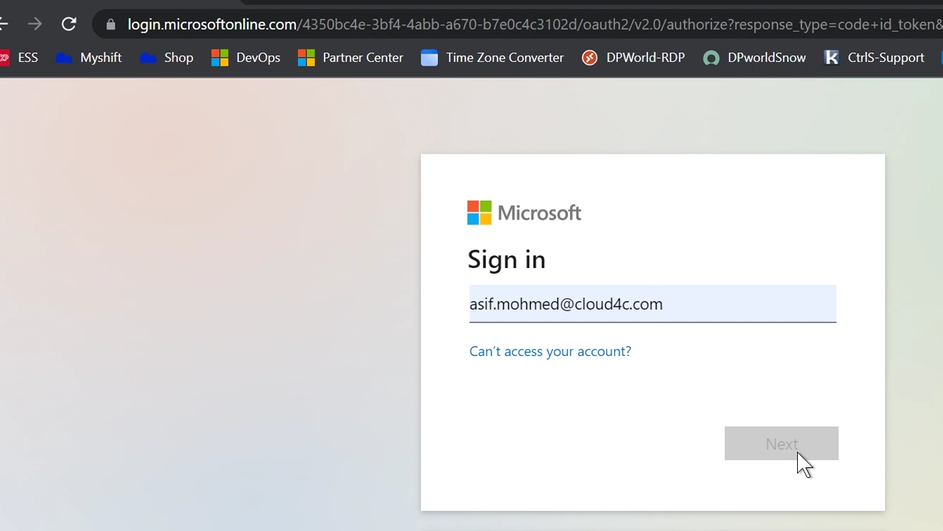 login.microsoftonline.com/4350bc4e-3bf4-4abb-a670-b7e0c4c3102d/oauth2/v2.0/authorize?response_type=code+id_token&
ESS Myshift Shop DevOps Partner Center Time Zone Converter DPWorld-RDP DPworldSnow CtrlS-Support
Microsoft
Sign in
asif.mohmed@cloud4c.com
Can't access your account?
Next